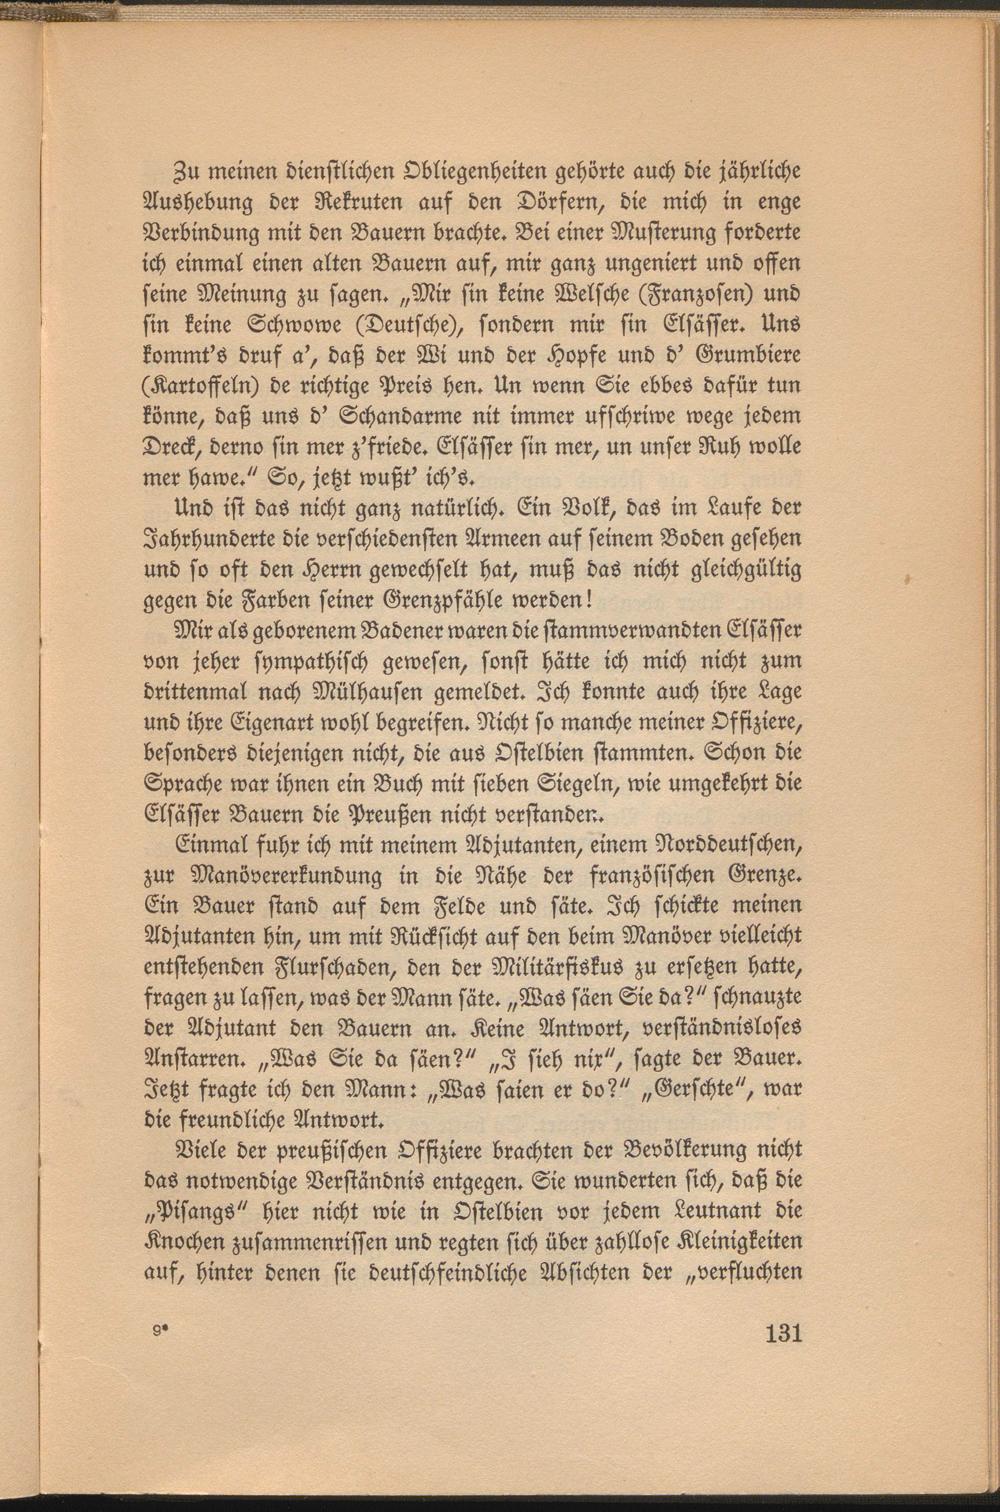 Zu meinen dienstlichen Obliegenheiten gehörte auch die jährliche
Aushebung der Rekruten auf den Dörfern, die mich in enge
Verbindung mit den Bauern brachte. Bei einer Musterung forderte
ich einmal einen alten Bauern auf, mir ganz ungeniert und offen
seine Meinung zu sagen. „Mir sin keine Welsche (Franzosen) und
sin keine Schwowe (Deutsche), sondern mir sin Elsässer. Uns
kommt's druf a', daß der Wi und der Hopfe und d' Grumbiere
(Kartoffeln) de richtige Preis hen. Un wenn Sie ebbes dafür tun
könne, daß uns d' Schandarme nit immer ufschriwe wege jedem
Dreck, derno sin mer z'friede. Elsässer sin mer, un unser Ruh wolle
mer hawe.“ So, jetzt wußt' ich's.
Und ist das nicht ganz natürlich. Ein Volk, das im Laufe der
Jahrhunderte die verschiedensten Armeen auf seinem Boden gesehen
und so oft den Herrn gewechselt hat, muß das nicht gleichgültig
gegen die Farben seiner Grenzpfähle werden!
Mir als geborenem Badener waren die stammverwandten Elsässer
von jeher sympathisch gewesen, sonst hätte ich mich nicht zum
drittenmal nach Mülhausen gemeldet. Ich konnte auch ihre Lage
und ihre Eigenart wohl begreifen. Nicht so manche meiner Offiziere,
besonders diejenigen nicht, die aus Ostelbien stammten. Schon die
Sprache war ihnen ein Buch mit sieben Siegeln, wie umgekehrt die
Elsässer Bauern die Preußen nicht verstanden.
Einmal fuhr ich mit meinem Adjutanten, einem Norddeutschen,
zur Manövererkundung in die Nähe der französischen Grenze.
Ein Bauer stand auf dem Felde und säte. Ich schickte meinen
Adjutanten hin, um mit Rücksicht auf den beim Manöver vielleicht
entstehenden Flurschaden, den der Militärfiskus zu ersetzen hatte,
fragen zu lassen, was der Mann säte. „Was säen Sie da?“ schnauzte
der Adjutant den Bauern an. Keine Antwort, verständnisloses
Anstarren. „Was Sie da säen?“ „I sieh nix“, sagte der Bauer.
Jetzt fragte ich den Mann: „Was saien er do?“ „Gerschte“, war
die freundliche Antwort.
Viele der preußischen Offiziere brachten der Bevölkerung nicht
das notwendige Verständnis entgegen. Sie wunderten sich, daß die
„Pisangs“ hier nicht wie in Ostelbien vor jedem Leutnant die
Knochen zusammenrissen und regten sich über zahllose Kleinigkeiten
auf, hinter denen sie deutschfeindliche Absichten der „verfluchten
9*
131